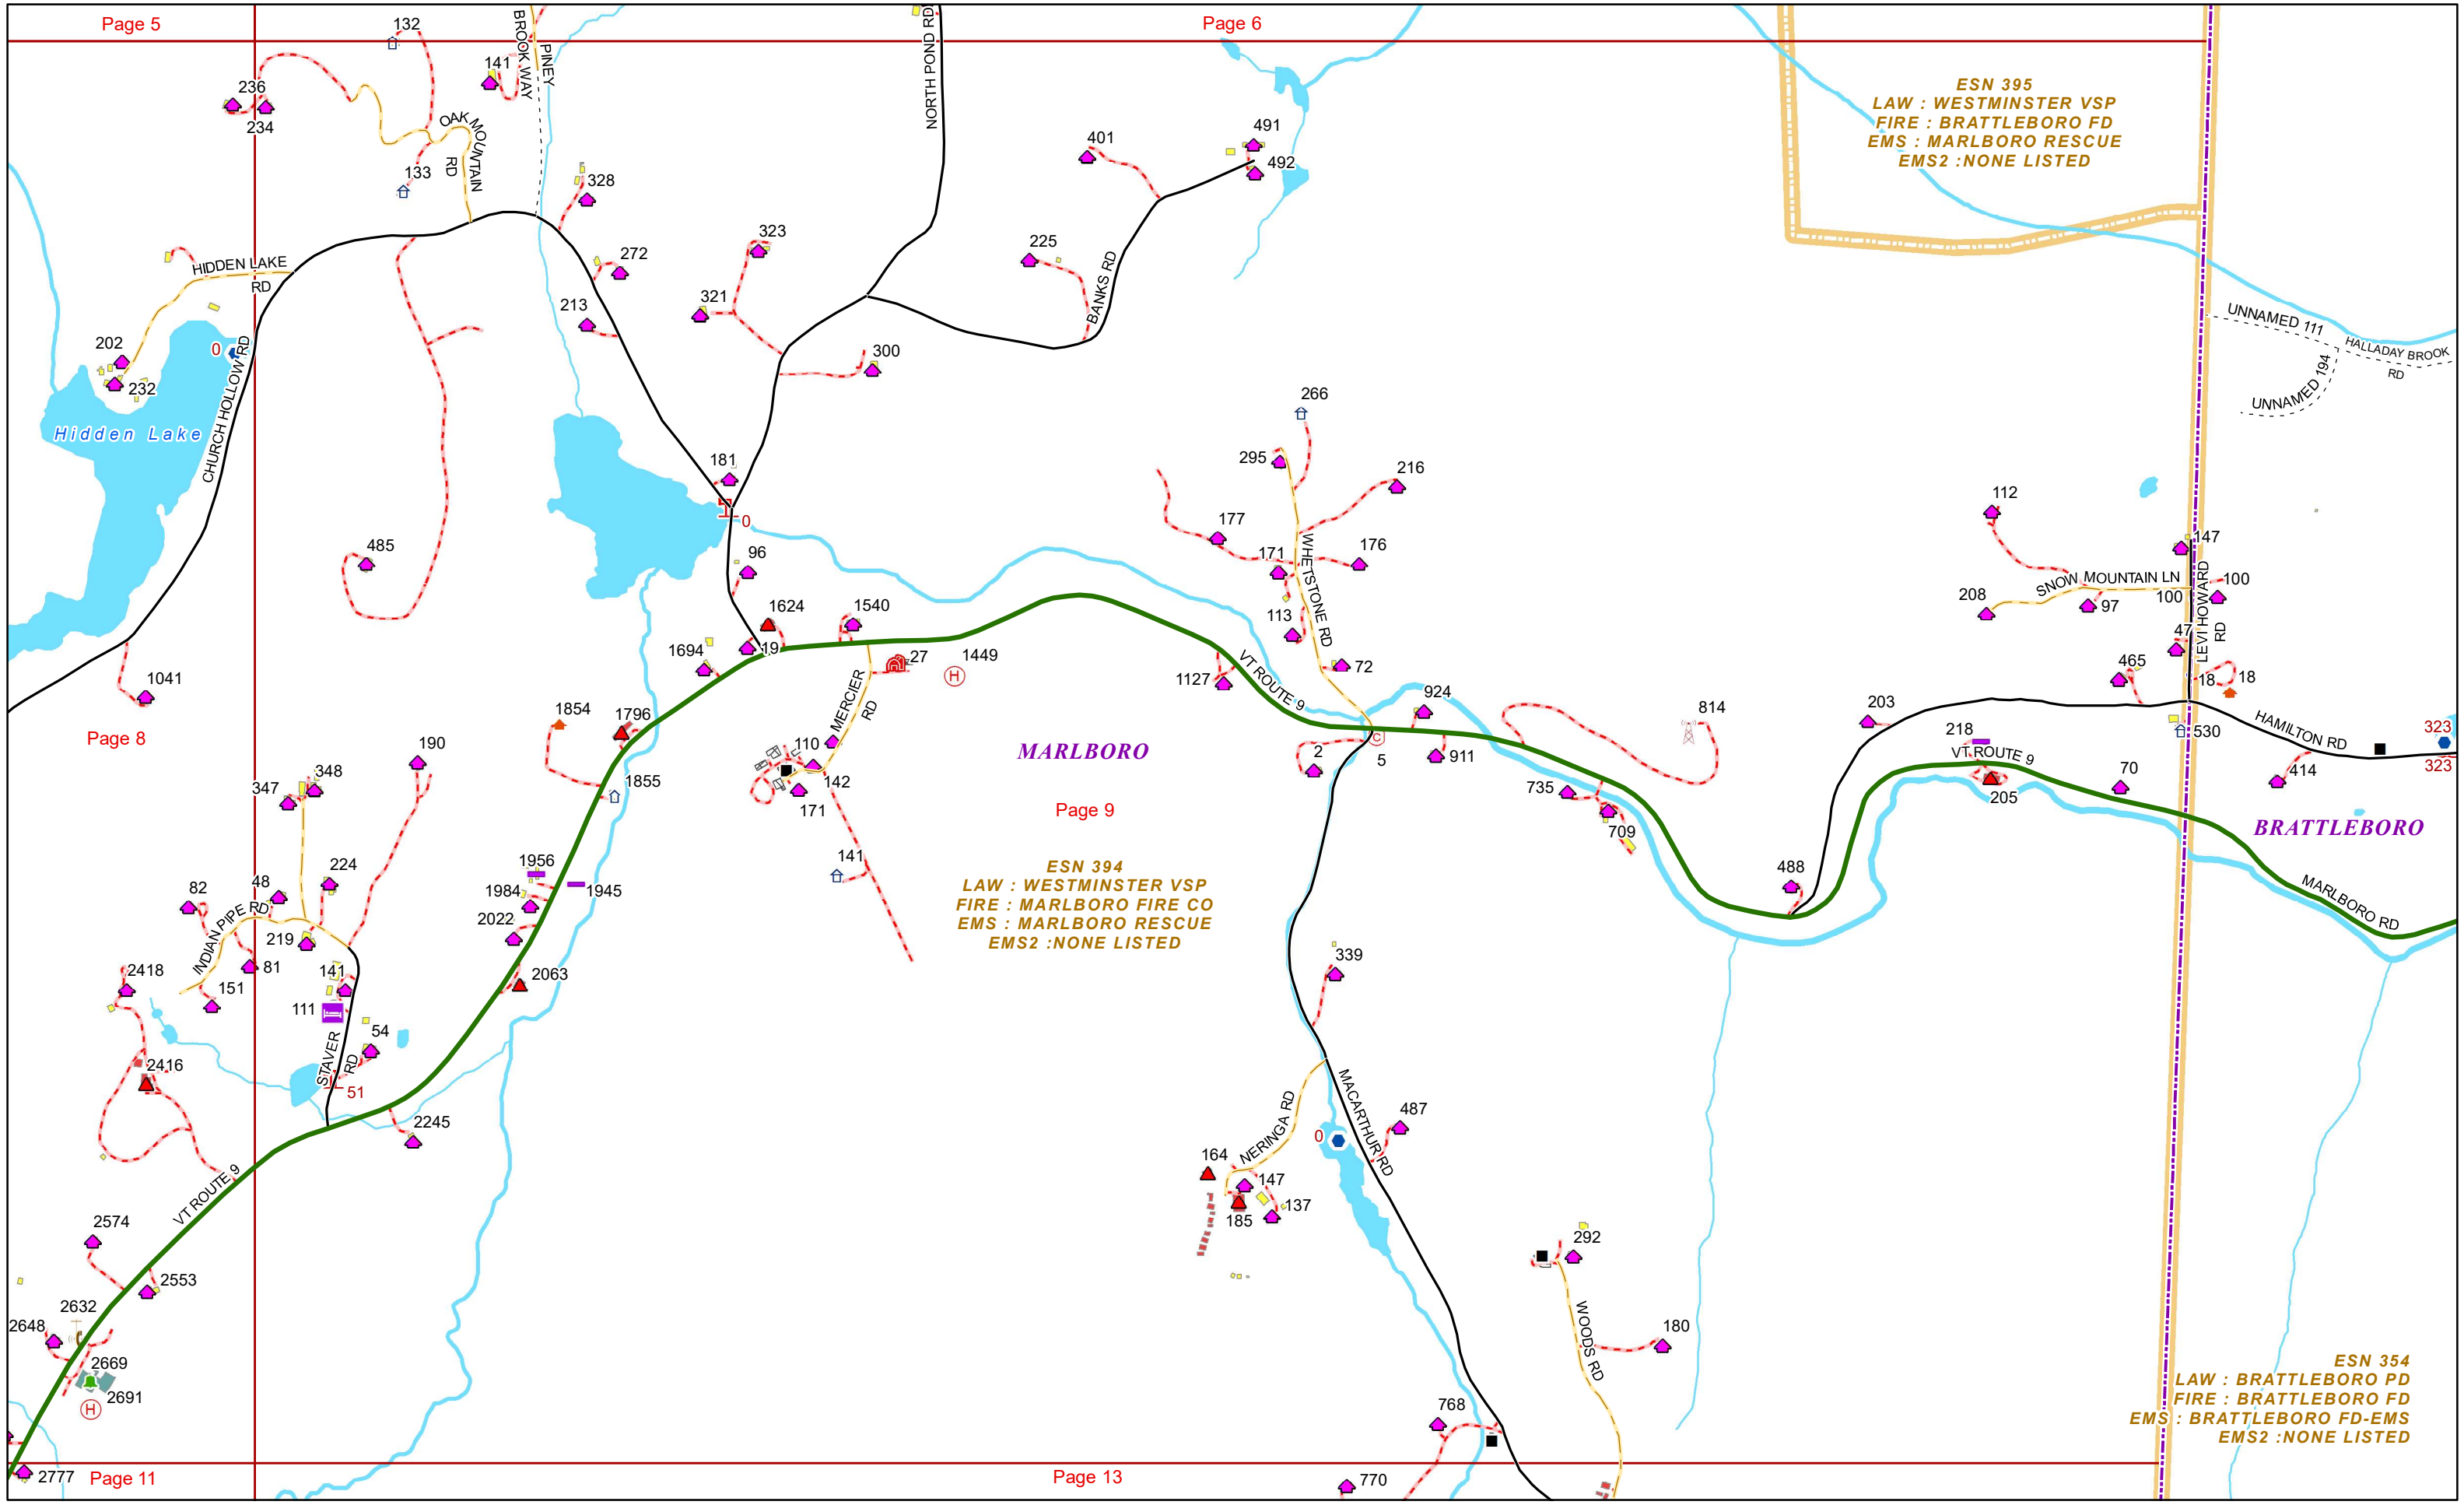 Page 5
132
BROOK WAY
PINEY
NORTH POND RD
Page 6
236
234
141
OAK MOUNTAIN
RD
133
328
401
491
492
ESN 395
LAW : WESTMINSTER VSP
FIRE : BRATTLEBORO FD
EMS : MARLBORO RESCUE
EMS2 :NONE LISTED
HIDDEN LAKE
RD
272
323
225
BANKS RD
213
321
300
UNNAMED 111
HALLADAY BROOK
RD
UNNAMED 194
202
232
0
Hidden Lake
CHURCH HOLLOW RD
266
295
216
181
0
177
171
176
WHETSTONE RD
112
147
485
96
SNOW MOUNTAIN LN
100
100
208
97
LEVI HOWARD
RD
1624
1540
113
47
1694
19
27
1449
72
1127
VT ROUTE 9
465
18
18
1041
MERCIER
RD
924
814
203
HAMILTON RD
323
323
Page 8
1854
1796
190
110
142
171
MARLBORO
2
5
911
218
VT ROUTE 9
530
205
70
414
347
348
1855
Page 9
735
709
BRATTLEBORO
224
48
82
INDIAN PIPE RD
219
81
151
1956
1984
1945
2022
2063
141
ESN 394
LAW : WESTMINSTER VSP
FIRE : MARLBORO FIRE CO
EMS : MARLBORO RESCUE
EMS2 :NONE LISTED
488
MARLBORO RD
2418
141
111
339
54
STAVER
RD
2416
51
2245
MACARTHUR RD
NERINGA RD
487
0
164
147
185
137
VT ROUTE 9
2574
2553
292
2632
2648
WOODS RD
180
2669
2691
H
H
C
ESN 354
LAW : BRATTLEBORO PD
FIRE : BRATTLEBORO FD
EMS : BRATTLEBORO FD-EMS
EMS2 :NONE LISTED
768
2777
Page 11
Page 13
770